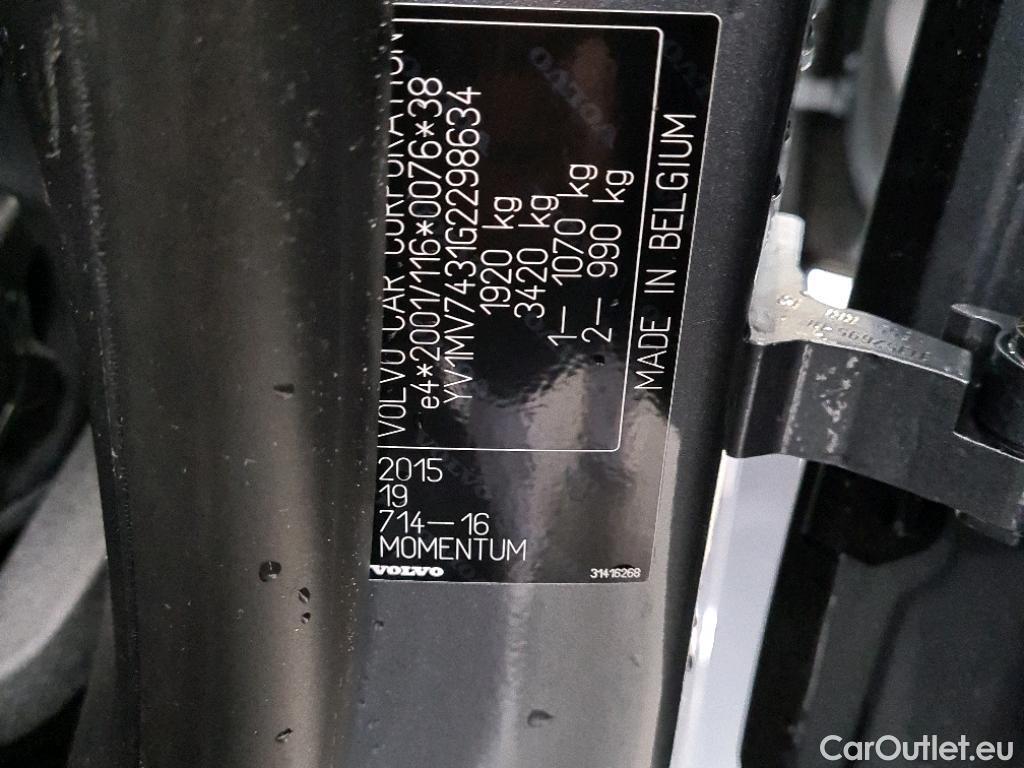 VOLVO CAR CORPORATION
e4*2001/116*0076*38
YV1MV7431G2298634
1920 kg
3420 kg
1— 1070 kg
2— 990 kg
MADE IN BELGIUM
2015
19
714—16
MOMENTUM
VOLVO
31416268
CarOutlet.eu